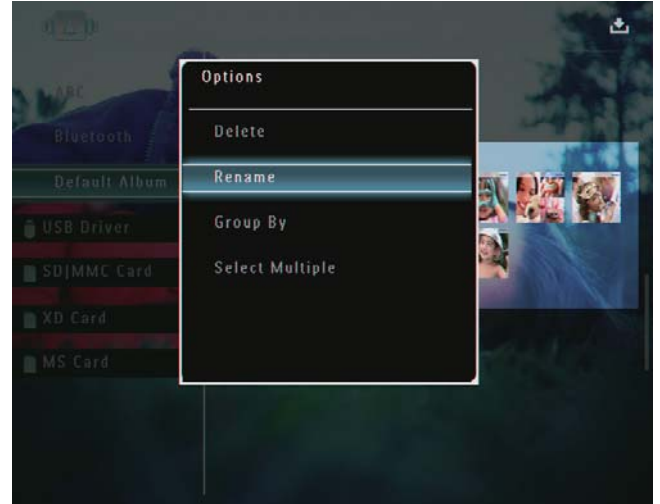 Options
Delete
Rename
Group By
Select Multiple
ABC
Bluetooth
Default Album
USB Driver
SD|MMC Card
XD Card
MS Card